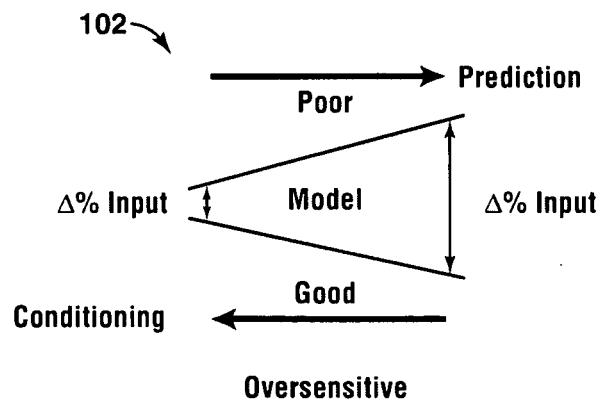 102
Prediction
Poor
Δ% Input
Model
Δ% Input
Good
Conditioning
Oversensitive